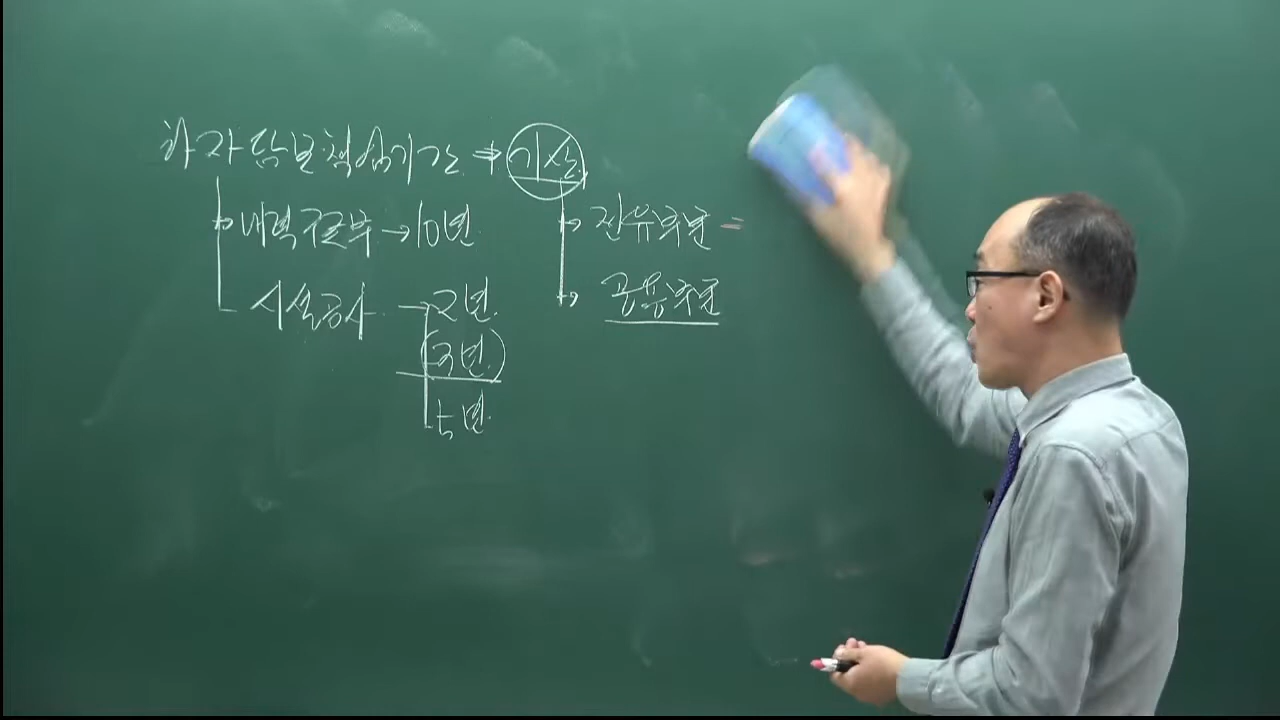 하자담보책임기간 → 기산
내력구조부 → 10년
전유부분 =
시설공사 → 2년
공용부분
(3년)
5년